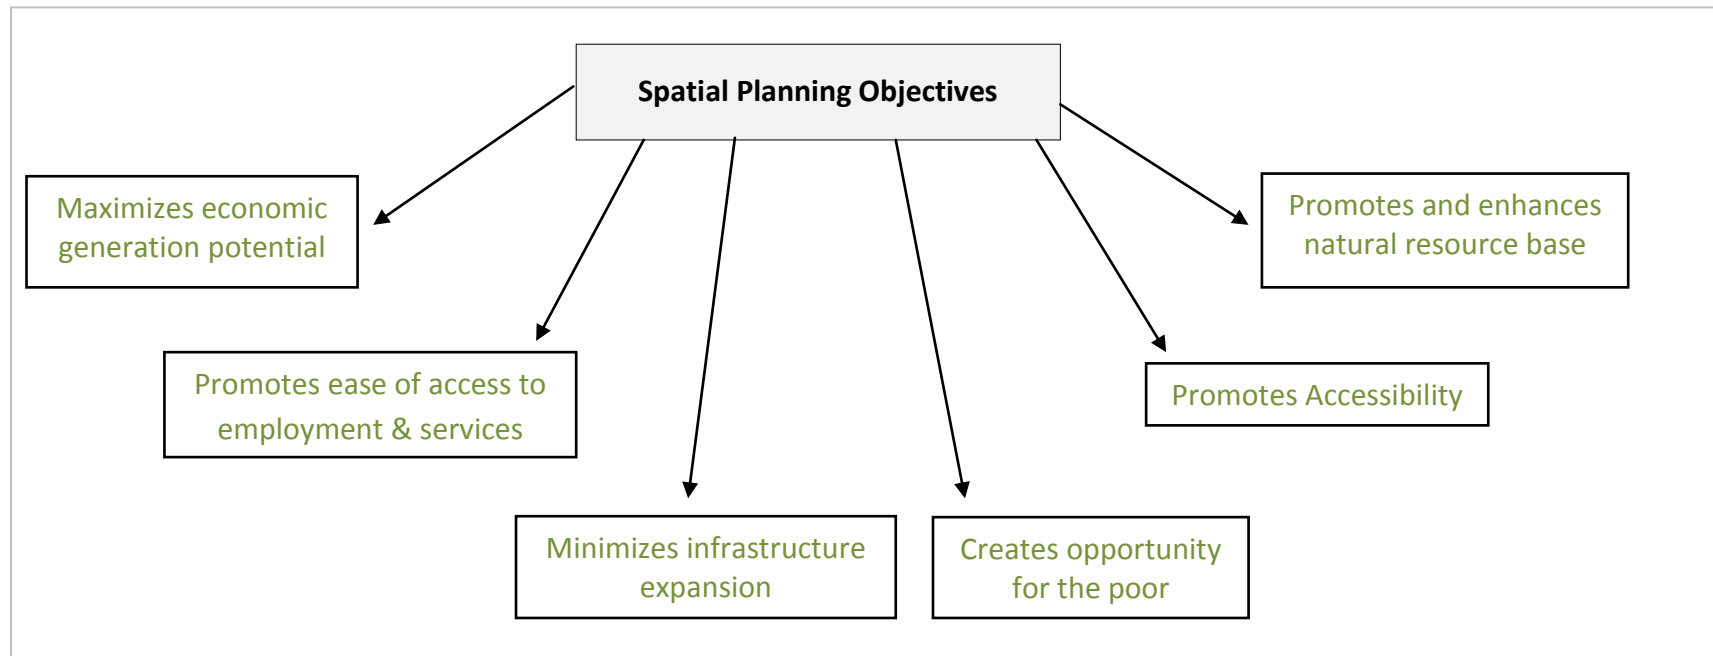 Spatial Planning Objectives
Maximizes economic
generation potential
Promotes and enhances
natural resource base
Promotes ease of access to
employment & services
Promotes Accessibility
Minimizes infrastructure
expansion
Creates opportunity
for the poor